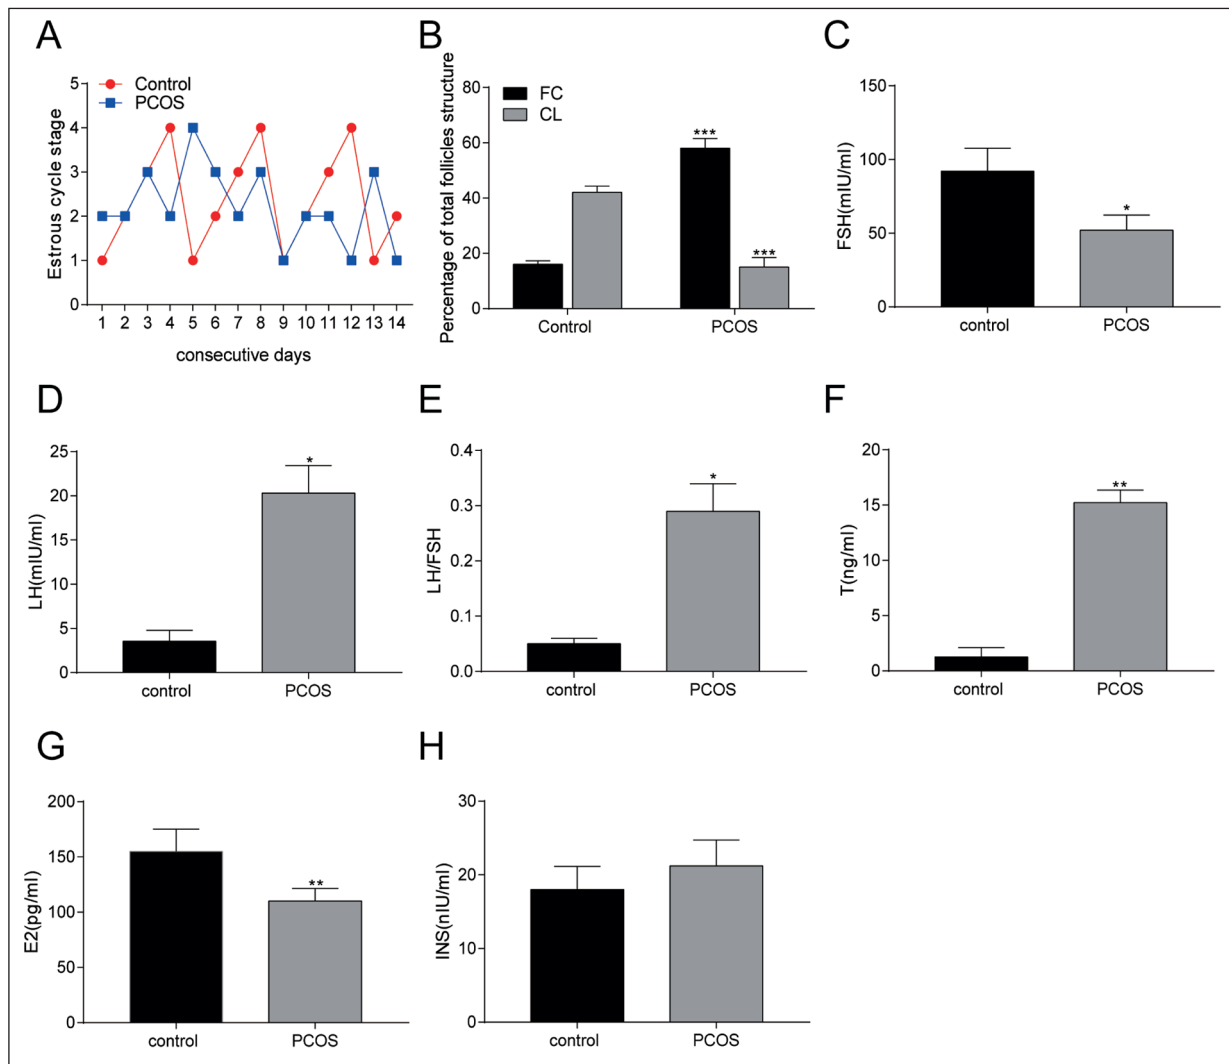 A
Control
PCOS
Estrous cycle stage
5
4
3
2
1
0
1 2 3 4 5 6 7 8 9 10 11 12 13 14
consecutive days
B
FC
CL
Percentage of total follicles structure
80
60
40
20
0
***
***
Control PCOS
C
FSH(mIU/ml)
150
100
50
0
*
control PCOS
D
LH(mIU/ml)
25
20
15
10
5
0
*
control PCOS
E
LH/FSH
0.4
0.3
0.2
0.1
0.0
*
control PCOS
F
T(ng/ml)
20
15
10
5
0
**
control PCOS
G
E2(pg/ml)
200
150
100
50
0
**
control PCOS
H
INS(nIU/ml)
30
20
10
0
control PCOS